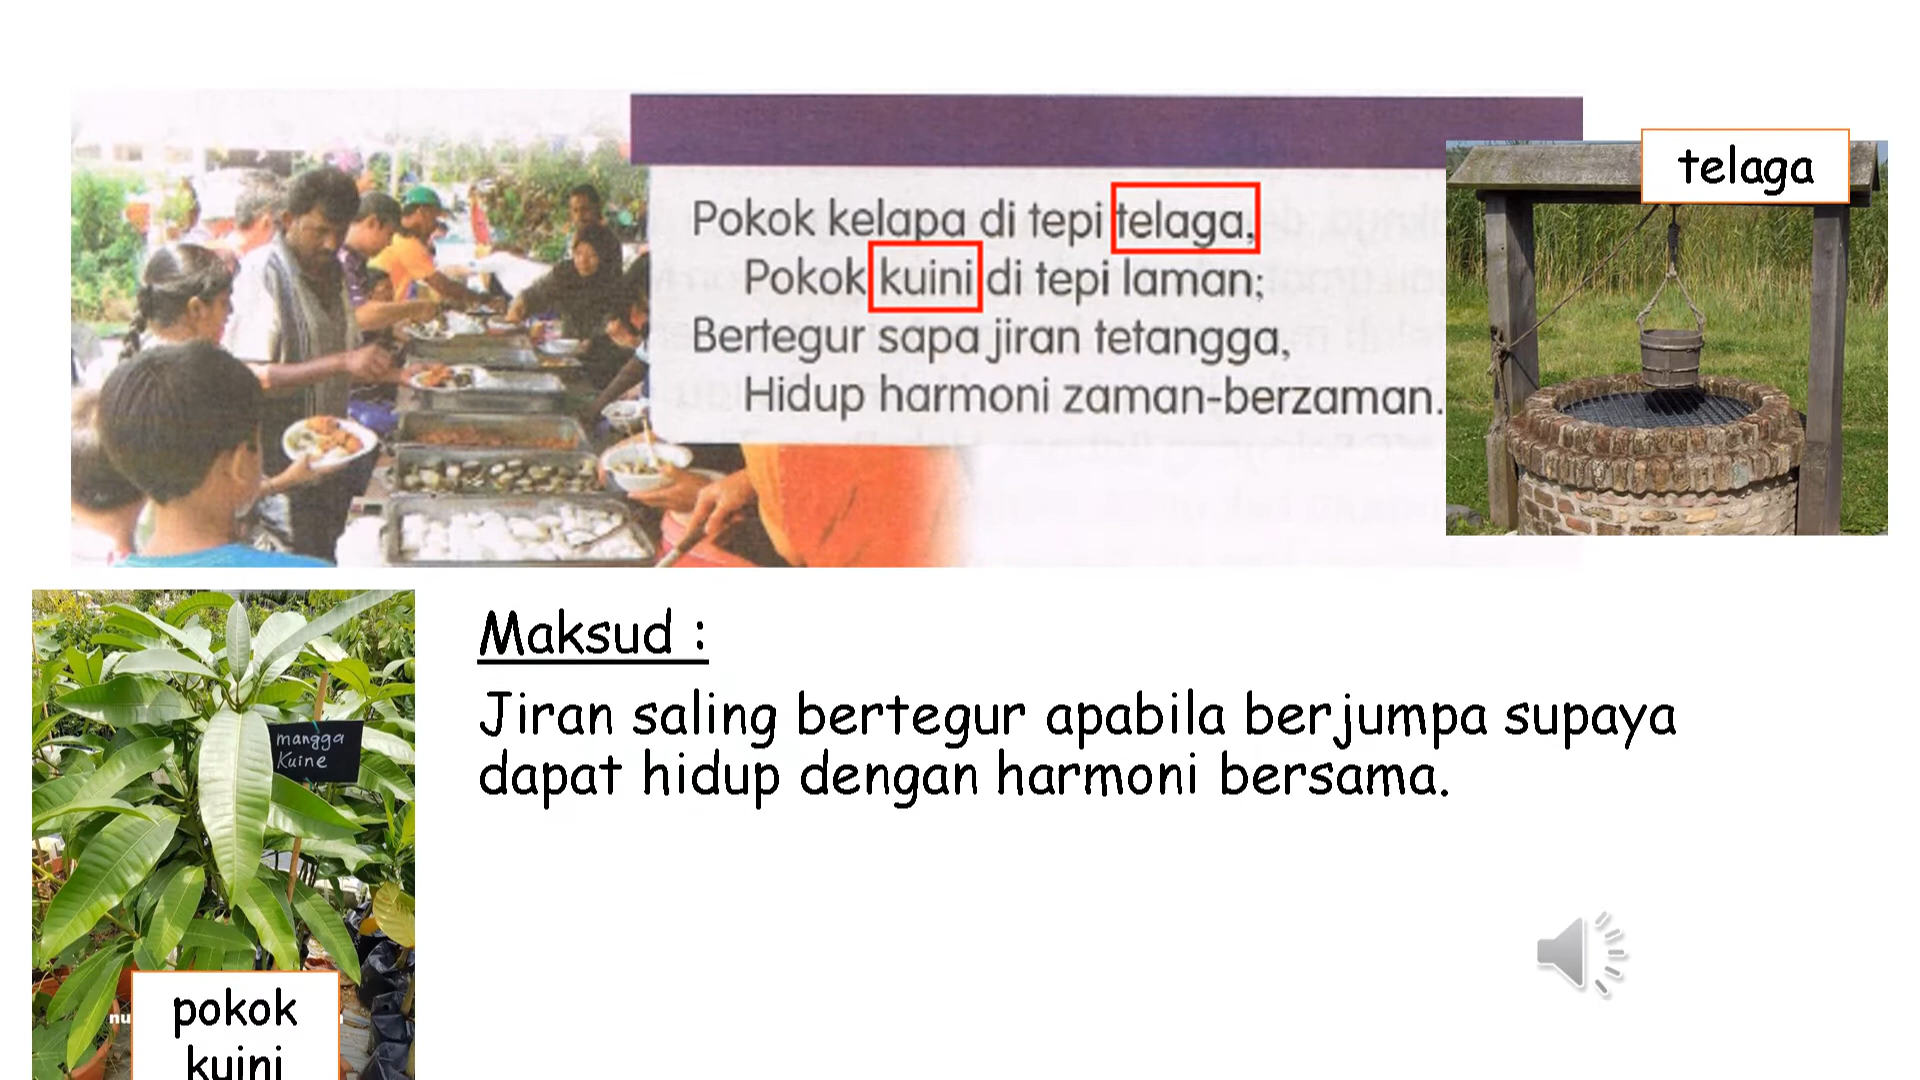 Pokok kelapa di tepi telaga,
Pokok kuini di tepi laman;
Bertegur sapa jiran tetangga,
Hidup harmoni zaman-berzaman.
telaga
Maksud :
Jiran saling bertegur apabila berjumpa supaya
dapat hidup dengan harmoni bersama.
mangga
Kuine
pokok
kuini